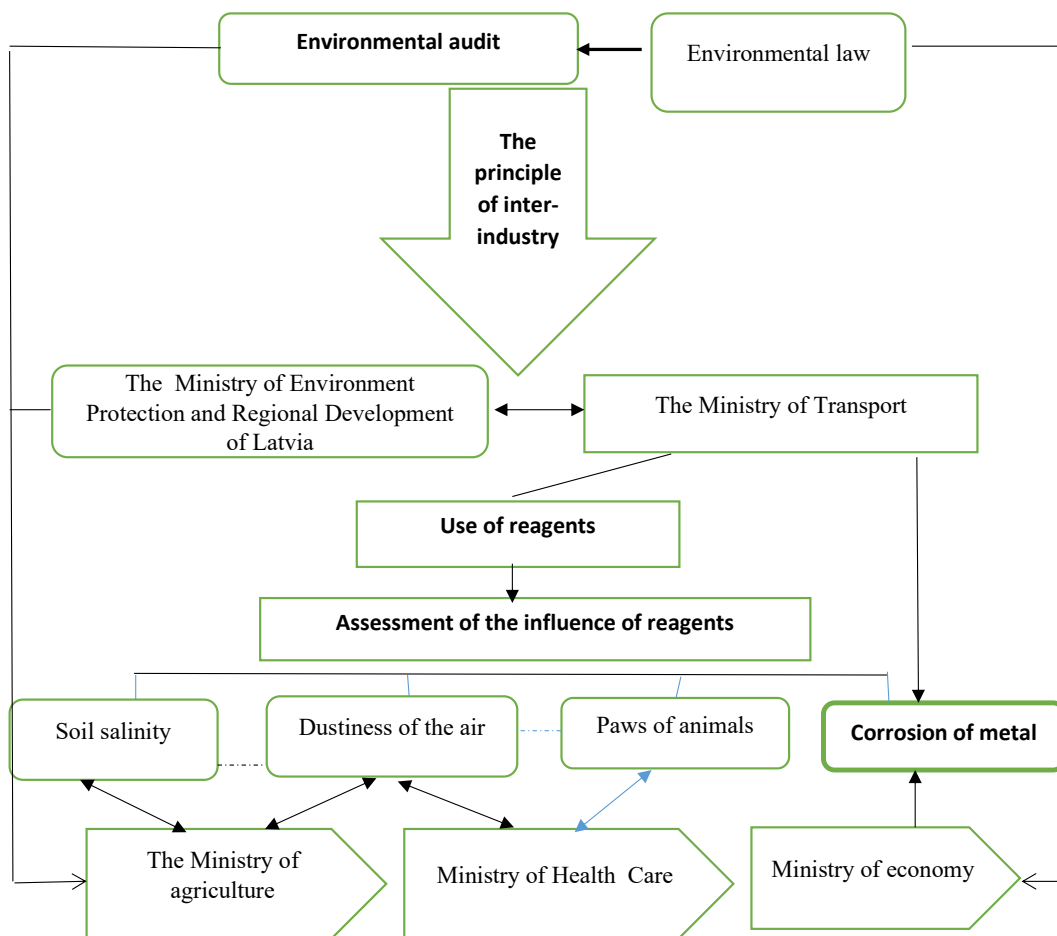 Environmental audit
Environmental law
The
principle
of inter-
industry
The Ministry of Environment
Protection and Regional Development
of Latvia
The Ministry of Transport
Use of reagents
Assessment of the influence of reagents
Soil salinity
Dustiness of the air
Paws of animals
Corrosion of metal
The Ministry of
agriculture
Ministry of Health Care
Ministry of economy